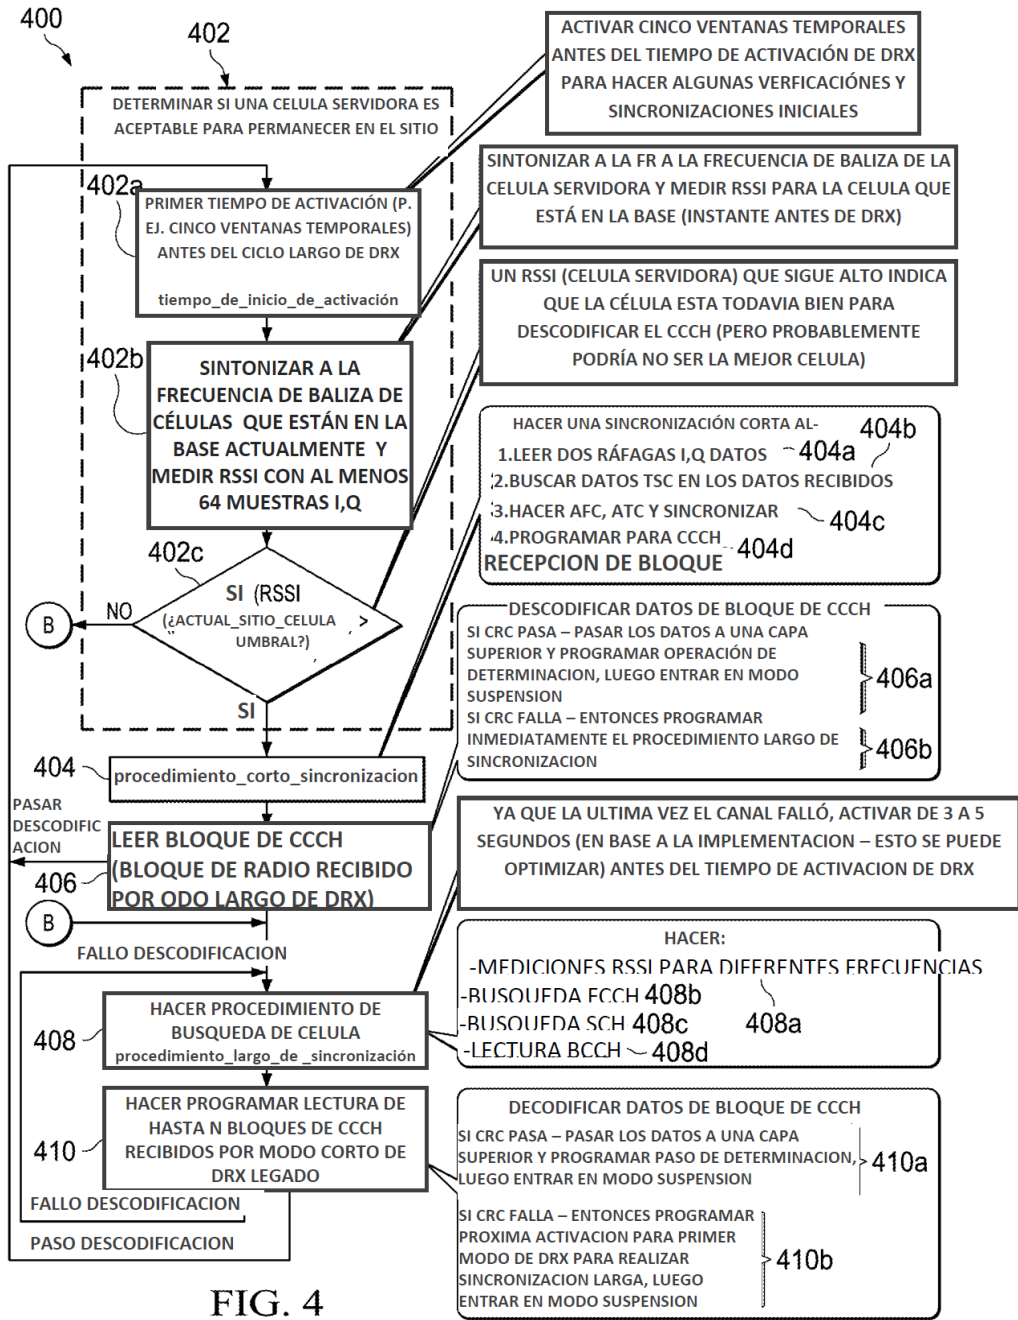 400
402
DETERMINAR SI UNA CELULA SERVIDORA ES
ACEPTABLE PARA PERMANECER EN EL SITIO
402a
PRIMER TIEMPO DE ACTIVACIÓN (P.
EJ. CINCO VENTANAS TEMPORALES)
ANTES DEL CICLO LARGO DE DRX
tiempo_de_inicio_de_activación
402b
SINTONIZAR A LA
FRECUENCIA DE BALIZA DE
CÉLULAS QUE ESTÁN EN LA
BASE ACTUALMENTE Y
MEDIR RSSI CON AL MENOS
64 MUESTRAS I,Q
402c
SI (RSSI
(¿ACTUAL_SITIO_CELULA >
UMBRAL?)
NO
B
SI
404
procedimiento_corto_sincronizacion
PASAR
DESCODIFIC
ACION
LEER BLOQUE DE CCCH
(BLOQUE DE RADIO RECIBIDO
POR ODO LARGO DE DRX)
406
B
FALLO DESCODIFICACION
HACER PROCEDIMIENTO DE
BUSQUEDA DE CELULA
procedimiento_largo_de _sincronización
408
HACER PROGRAMAR LECTURA DE
HASTA N BLOQUES DE CCCH
RECIBIDOS POR MODO CORTO DE
DRX LEGADO
410
FALLO DESCODIFICACION
PASO DESCODIFICACION
ACTIVAR CINCO VENTANAS TEMPORALES
ANTES DEL TIEMPO DE ACTIVACIÓN DE DRX
PARA HACER ALGUNAS VERIFICACIÓNES Y
SINCRONIZACIONES INICIALES
SINTONIZAR A LA FR A LA FRECUENCIA DE BALIZA DE LA
CELULA SERVIDORA Y MEDIR RSSI PARA LA CELULA QUE
ESTÁ EN LA BASE (INSTANTE ANTES DE DRX)
UN RSSI (CELULA SERVIDORA) QUE SIGUE ALTO INDICA
QUE LA CÉLULA ESTA TODAVIA BIEN PARA
DESCODIFICAR EL CCCH (PERO PROBABLEMENTE
PODRÍA NO SER LA MEJOR CELULA)
HACER UNA SINCRONIZACIÓN CORTA AL-
1.LEER DOS RÁFAGAS I,Q DATOS 404a
404b
2.BUSCAR DATOS TSC EN LOS DATOS RECIBIDOS
3.HACER AFC, ATC Y SINCRONIZAR 404c
4.PROGRAMAR PARA CCCH 404d
RECEPCION DE BLOQUE
DESCODIFICAR DATOS DE BLOQUE DE CCCH
SI CRC PASA – PASAR LOS DATOS A UNA CAPA
SUPERIOR Y PROGRAMAR OPERACIÓN DE
DETERMINACION, LUEGO ENTRAR EN MODO
SUSPENSION
406a
SI CRC FALLA – ENTONCES PROGRAMAR
INMEDIATAMENTE EL PROCEDIMIENTO LARGO DE
SINCRONIZACION
406b
YA QUE LA ULTIMA VEZ EL CANAL FALLÓ, ACTIVAR DE 3 A 5
SEGUNDOS (EN BASE A LA IMPLEMENTACION – ESTO SE PUEDE
OPTIMIZAR) ANTES DEL TIEMPO DE ACTIVACION DE DRX
HACER:
-MEDICIONES RSSI PARA DIFERENTES FRECUENCIAS
-BUSQUEDA FCCH 408b
-BUSQUEDA SCH 408c
408a
-LECTURA BCCH 408d
DECODIFICAR DATOS DE BLOQUE DE CCCH
SI CRC PASA – PASAR LOS DATOS A UNA CAPA
SUPERIOR Y PROGRAMAR PASO DE DETERMINACION,
LUEGO ENTRAR EN MODO SUSPENSION
410a
SI CRC FALLA – ENTONCES PROGRAMAR
PROXIMA ACTIVACION PARA PRIMER
MODO DE DRX PARA REALIZAR
SINCRONIZACION LARGA, LUEGO
ENTRAR EN MODO SUSPENSION
410b
FIG. 4